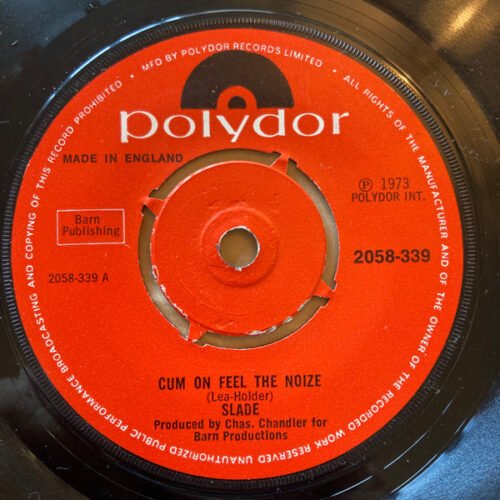 MFD BY POLYDOR RECORDS LIMITED • ALL RIGHTS OF THE MANUFACTURER AND OF THE OWNER OF THE RECORDED WORK RESERVED UNAUTHORIZED PUBLIC PERFORMANCE BROADCASTING AND COPYING OF THIS RECORD PROHIBITED •
polydor
MADE IN ENGLAND
℗ 1973
POLYDOR INT.
Barn
Publishing
2058-339
2058-339 A
CUM ON FEEL THE NOIZE
(Lea-Holder)
SLADE
Produced by Chas. Chandler for
Barn Productions